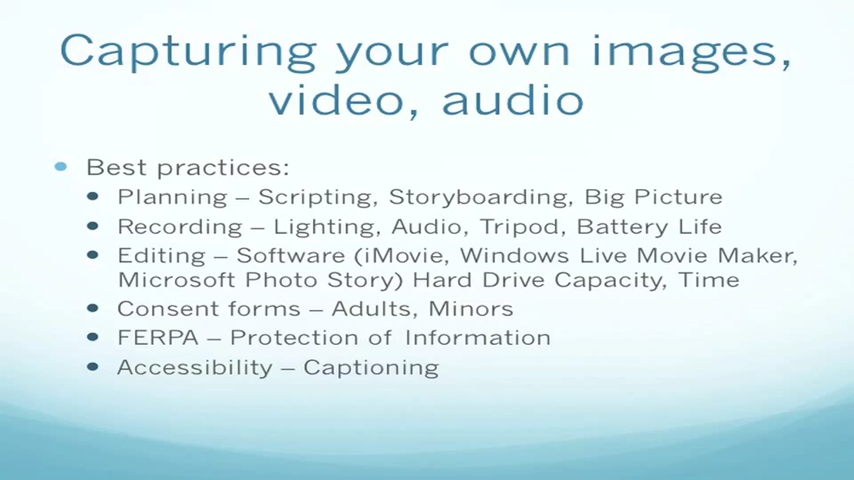 Capturing your own images,
video, audio
• Best practices:
• Planning – Scripting, Storyboarding, Big Picture
• Recording – Lighting, Audio, Tripod, Battery Life
• Editing – Software (iMovie, Windows Live Movie Maker,
Microsoft Photo Story) Hard Drive Capacity, Time
• Consent forms – Adults, Minors
• FERPA – Protection of Information
• Accessibility – Captioning